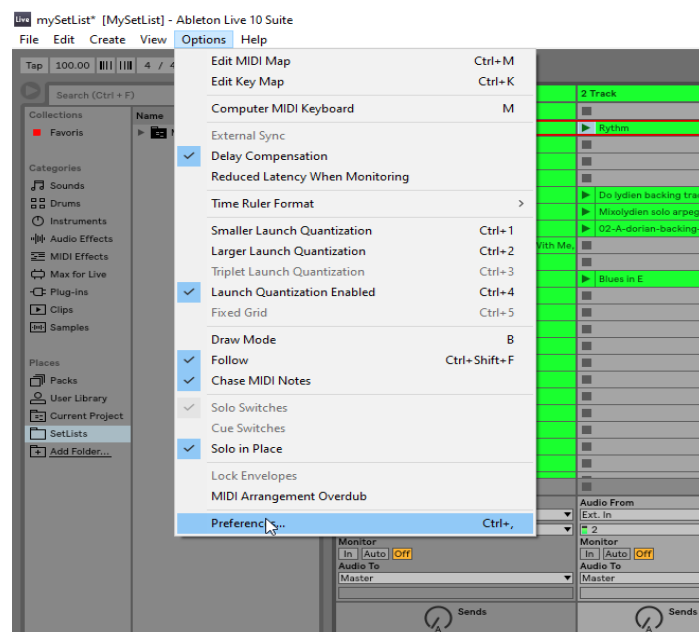 Live mySetList* [MySetList] - Ableton Live 10 Suite
File Edit Create View Options Help
Tap 100.00 4 / 4
Search (Ctrl + F)
Collections
Favoris
Categories
Sounds
Drums
Instruments
Audio Effects
MIDI Effects
Max for Live
Plug-ins
Clips
Samples
Places
Packs
User Library
Current Project
SetLists
Add Folder...
Name
Edit MIDI Map Ctrl+M
Edit Key Map Ctrl+K
Computer MIDI Keyboard M
External Sync
Delay Compensation
Reduced Latency When Monitoring
Time Ruler Format
Smaller Launch Quantization Ctrl+1
Larger Launch Quantization Ctrl+2
Triplet Launch Quantization Ctrl+3
Launch Quantization Enabled Ctrl+4
Fixed Grid Ctrl+5
Draw Mode B
Follow Ctrl+Shift+F
Chase MIDI Notes
Solo Switches
Cue Switches
Solo in Place
Lock Envelopes
MIDI Arrangement Overdub
Preferences... Ctrl+,
With Me,
Monitor
In Auto Off
Audio To
Master
Sends
A
2 Track
Rythm
Do lydien backing tra
Mixolydien solo arpeg
02-A-dorian-backing-
Blues in E
Audio From
Ext. In
2
Monitor
In Auto Off
Audio To
Master
Sends
A